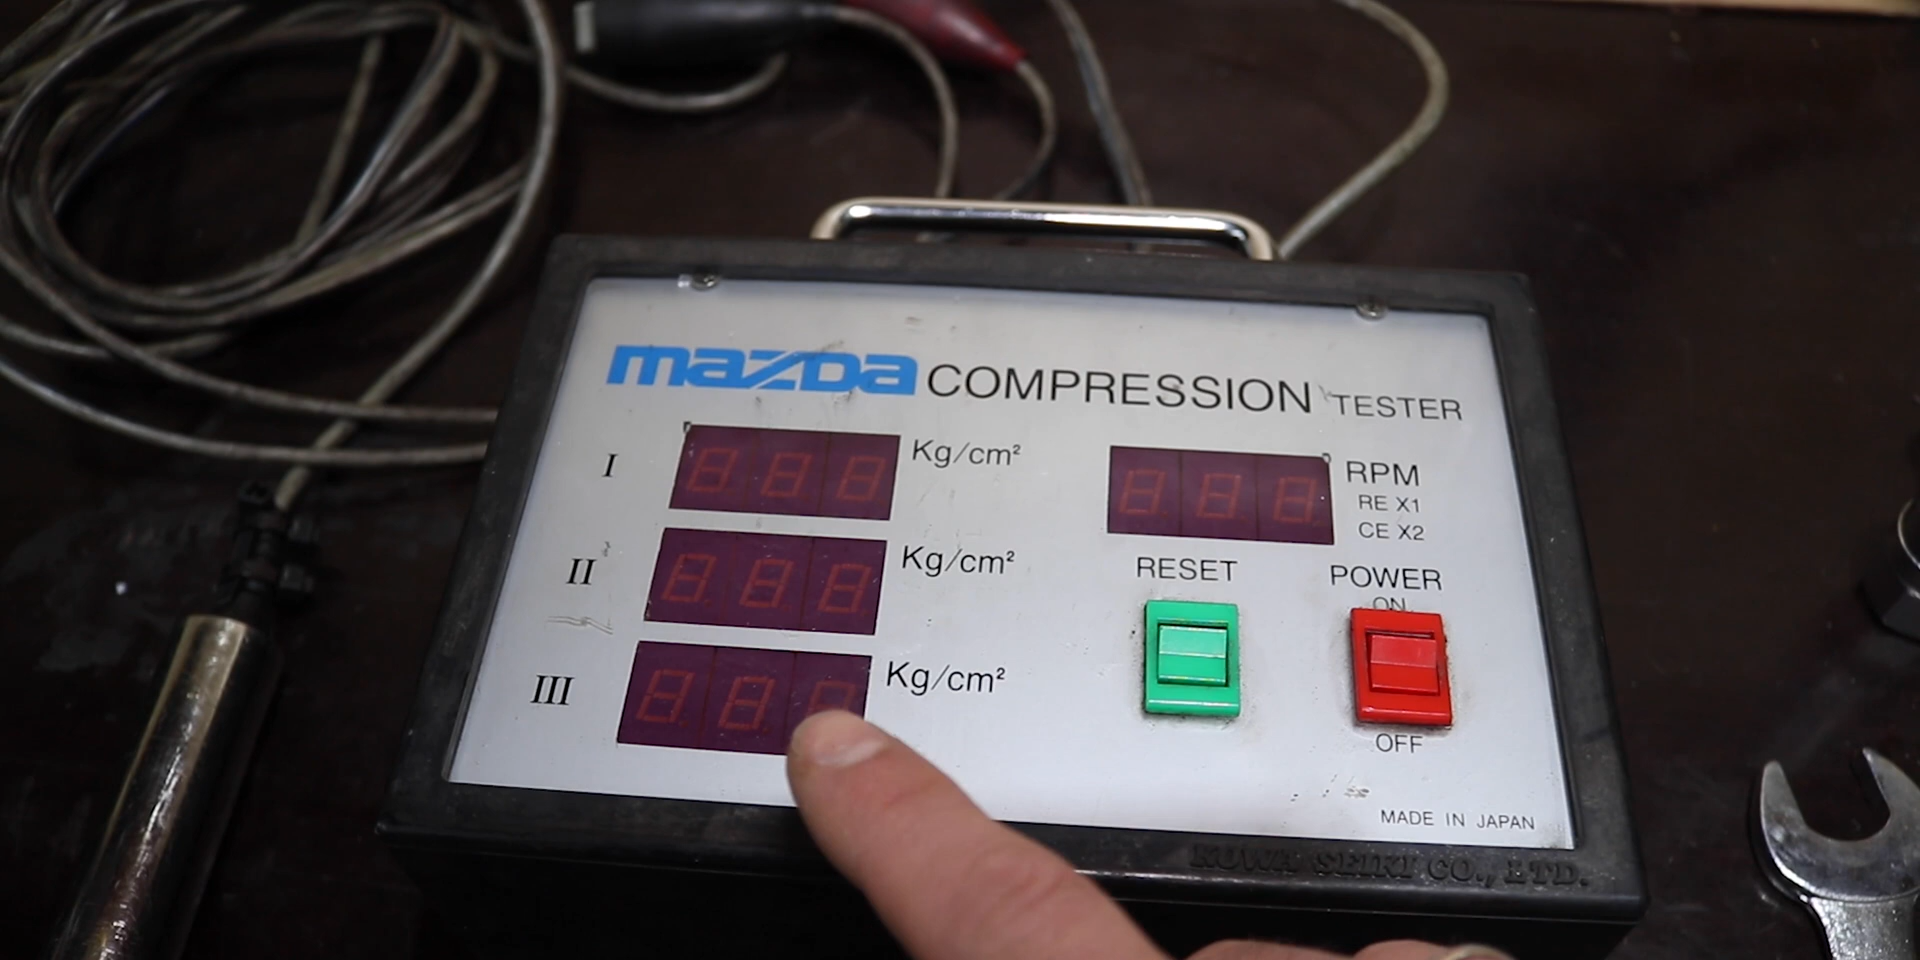 mazda COMPRESSION TESTER
I Kg/cm²
II Kg/cm²
III Kg/cm²
RPM
RE X1
CE X2
RESET
POWER
ON
OFF
MADE IN JAPAN
KOWA SEIKI CO., LTD.